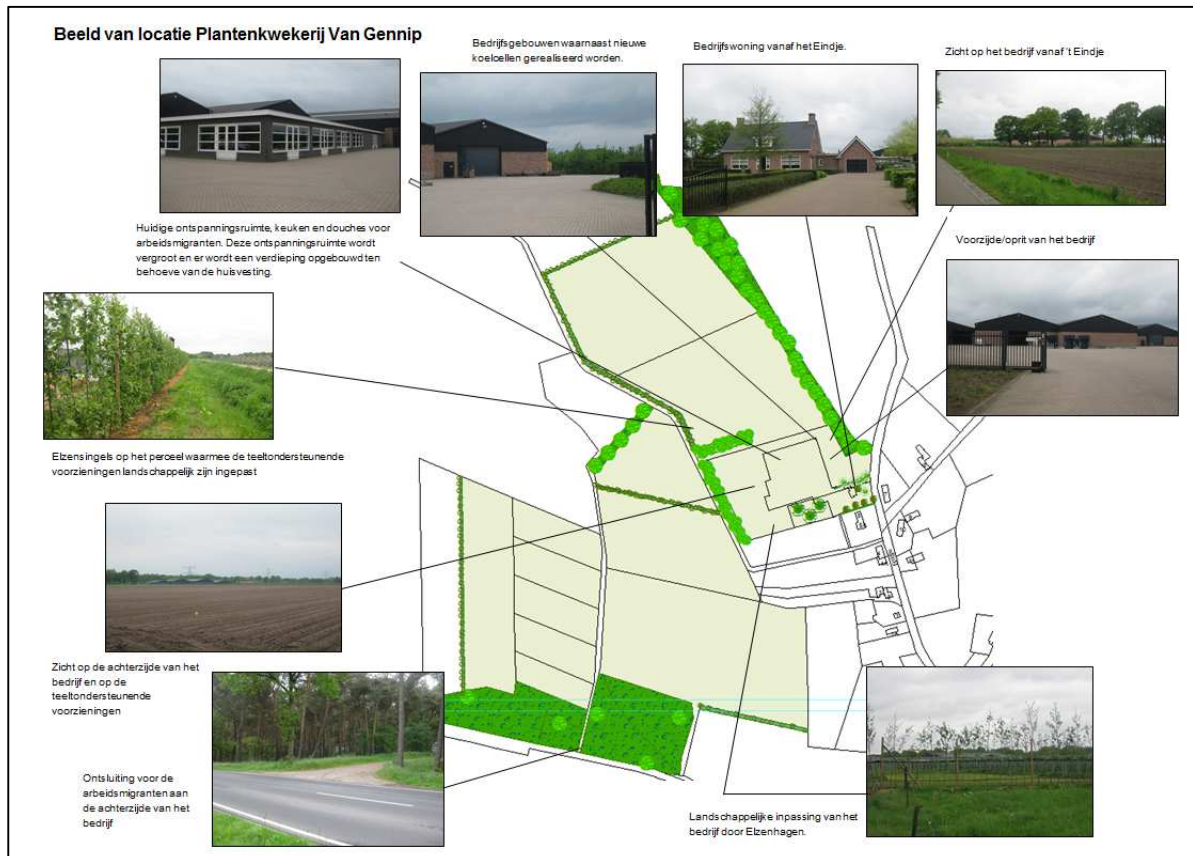 Beeld van locatie Plantenkwekerij Van Gennip
Bedrijfsgebouwen waarnaast nieuwe
koelcellen gerealiseerd worden.
Bedrijfswoning vanaf het Eindje.
Zicht op het bedrijf vanaf 't Eindje
Huidige ontspanningsruimte, keuken en douches voor
arbeidsmigranten. Deze ontspanningsruimte wordt
vergroot en er wordt een verdieping opgebouwd ten
behoeve van de huisvesting.
Voorzijde/oprit van het bedrijf
Elzensingels op het perceel waarmee de teeltondersteunende
voorzieningen landschappelijk zijn ingepast
Zicht op de achterzijde van het
bedrijf en op de
teeltondersteunende
voorzieningen
Ontsluiting voor de
arbeidsmigranten aan
de achterzijde van het
bedrijf
Landschappelijke inpassing van het
bedrijf door Elzenhagen.